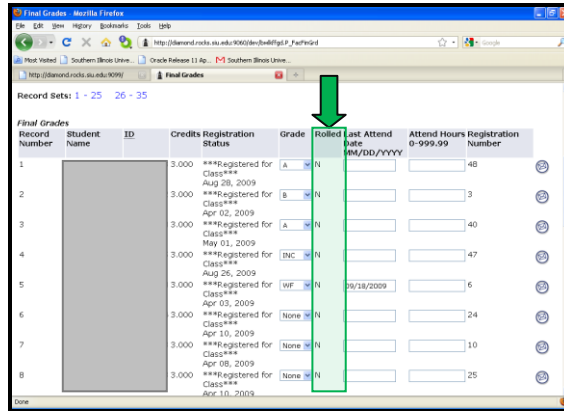 Final Grades - Mozilla Firefox
File Edit View History Bookmarks Tools Help
http://diamond.rocks.siu.edu:9060/dev/
Google
Most Visited Southern Illinois Unive... Oracle Release 11 Ap... Southern Illinois Unive...
http://diamond.rocks.siu.edu:9099/ Final Grades
Record Sets: 1 - 25 26 - 35
Final Grades
Record Number Student Name ID Credits Registration Status Grade Rolled Last Attend Date MM/DD/YYYY Attend Hours 0-999.99 Registration Number
1 3.000 ***Registered for A N 48
Class***
Aug 28, 2009
2 3.000 ***Registered for B N 3
Class***
Apr 02, 2009
3 3.000 ***Registered for A N 40
Class***
May 01, 2009
4 3.000 ***Registered for INC N 47
Class***
Aug 26, 2009
5 3.000 ***Registered for WF N 09/18/2009 6
Class***
Apr 03, 2009
6 3.000 ***Registered for None N 24
Class***
Apr 10, 2009
7 3.000 ***Registered for None N 10
Class***
Apr 08, 2009
8 3.000 ***Registered for None N 25
Class***
Apr 10, 2009
Done